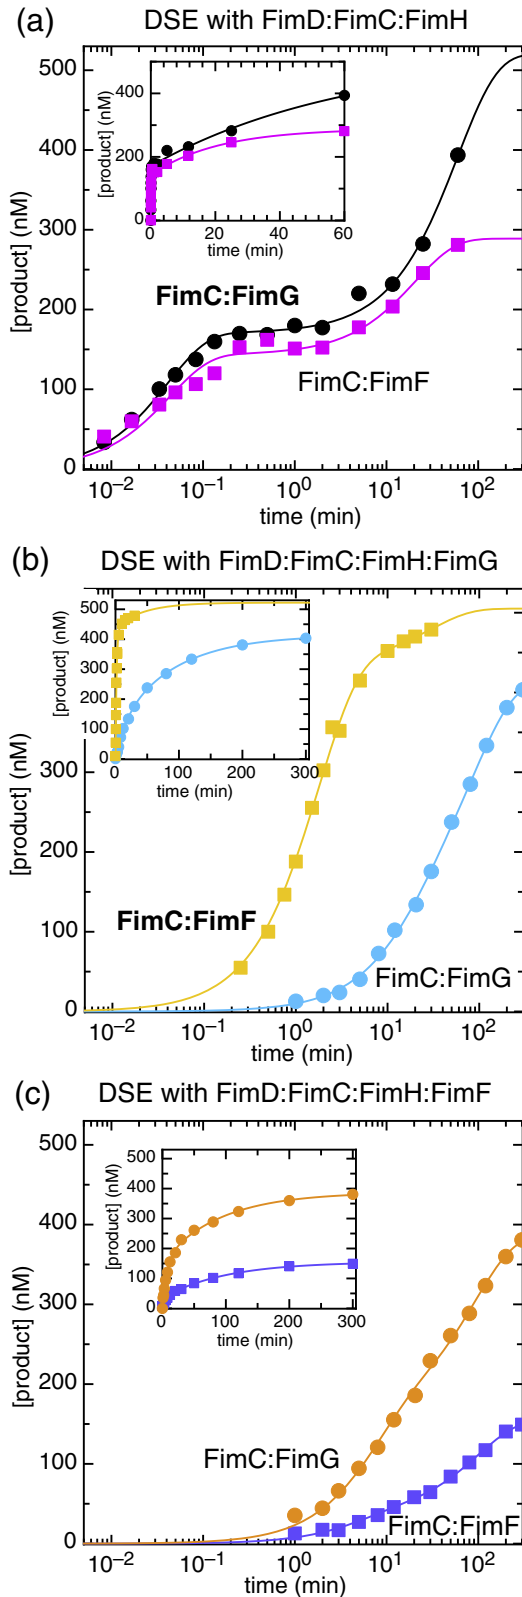 (a) DSE with FimD:FimC:FimH
500
400
300
200
100
0
[product] (nM)
400
200
0
[product] (nM)
0 20 40 60
time (min)
FimC:FimG
FimC:FimF
10−2 10−1 100 101 102
time (min)
(b) DSE with FimD:FimC:FimH:FimG
300
200
100
0
[product] (nM)
500
400
300
200
100
0
[product] (nM)
0 100 200 300
time (min)
FimC:FimF
FimC:FimG
10−2 10−1 100 101 102
time (min)
(c) DSE with FimD:FimC:FimH:FimF
500
400
300
200
100
0
[product] (nM)
400
300
200
100
0
[product] (nM)
0 100 200 300
time (min)
FimC:FimG
FimC:FimF
10−2 10−1 100 101 102
time (min)